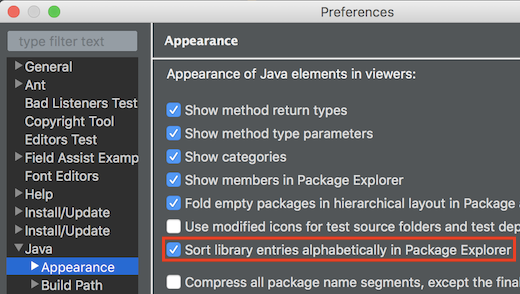 Preferences
type filter text
General
Ant
Bad Listeners Test
Copyright Tool
Editors Test
Field Assist Examp
Font Editors
Help
Install/Update
Install/Update
Java
Appearance
Build Path
Appearance
Appearance of Java elements in viewers:
Show method return types
Show method type parameters
Show categories
Show members in Package Explorer
Fold empty packages in hierarchical layout in Package
Use modified icons for test source folders and test dep
Sort library entries alphabetically in Package Explorer
Compress all package name segments, except the final